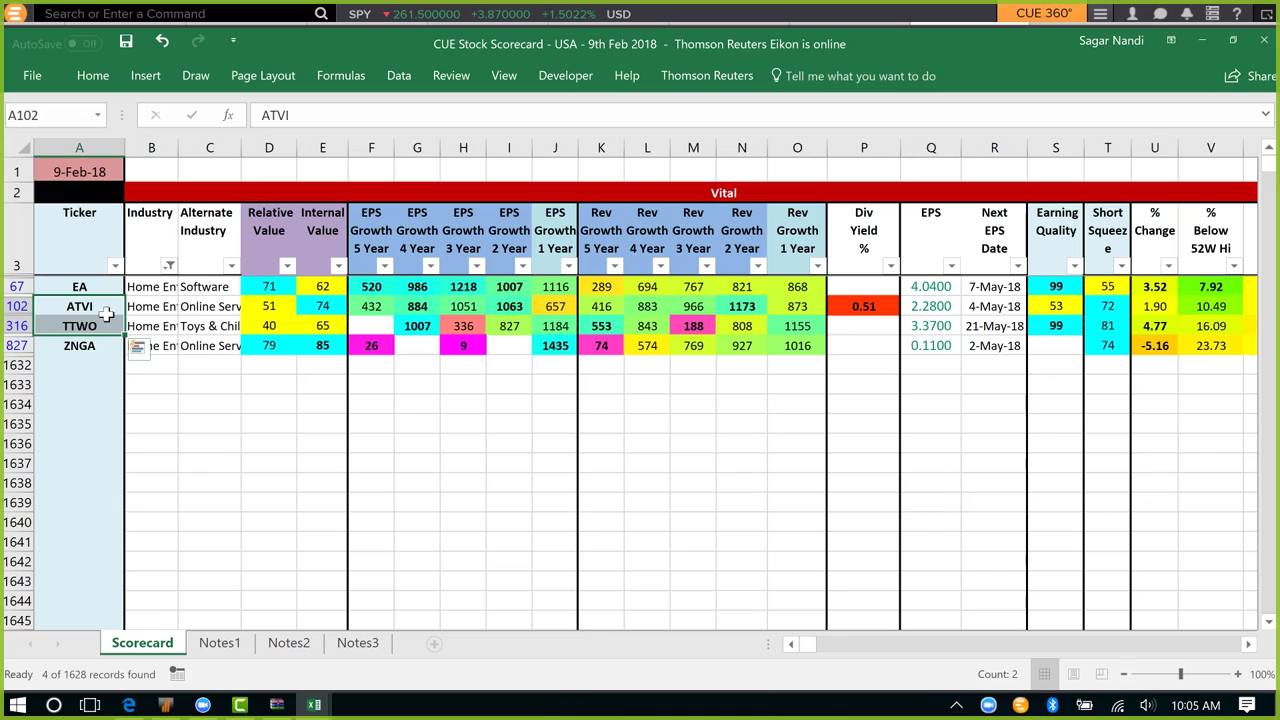 Search or Enter a Command SPY 261.500000 +3.870000 +1.5022% USD CUE 360°
AutoSave Off CUE Stock Scorecard - USA - 9th Feb 2018 - Thomson Reuters Eikon is online Sagar Nandi
File Home Insert Draw Page Layout Formulas Data Review View Developer Help Thomson Reuters Tell me what you want to do Share
A102 fx ATVI
A B C D E F G H I J K L M N O P Q R S T U V
1 9-Feb-18
2 Vital
Ticker Industry Alternate Relative Internal EPS EPS EPS EPS EPS Rev Rev Rev Rev Rev Div EPS Next Earning Short % %
Industry Value Value Growth Growth Growth Growth Growth Growth Growth Growth Growth Growth Yield EPS Quality Squeez Change Below
3 5 Year 4 Year 3 Year 2 Year 1 Year 5 Year 4 Year 3 Year 2 Year 1 Year % Date e 52W Hi
67 EA Home En Software 71 62 520 986 1218 1007 1116 289 694 767 821 868 4.0400 7-May-18 99 55 3.52 7.92
102 ATVI Home En Online Serv 51 74 432 884 1051 1063 657 416 883 966 1173 873 0.51 2.2800 4-May-18 53 72 1.90 10.49
316 TTWO Home En Toys & Chil 40 65 1007 336 827 1184 553 843 188 808 1155 3.3700 21-May-18 99 81 4.77 16.09
827 ZNGA me En Online Serv 79 85 26 9 1435 74 574 769 927 1016 0.1100 2-May-18 74 -5.16 23.73
1632
1633
1634
1635
1636
1637
1638
1639
1640
1641
1642
1643
1644
1645
Scorecard Notes1 Notes2 Notes3
Ready 4 of 1628 records found Count: 2 100%
10:05 AM